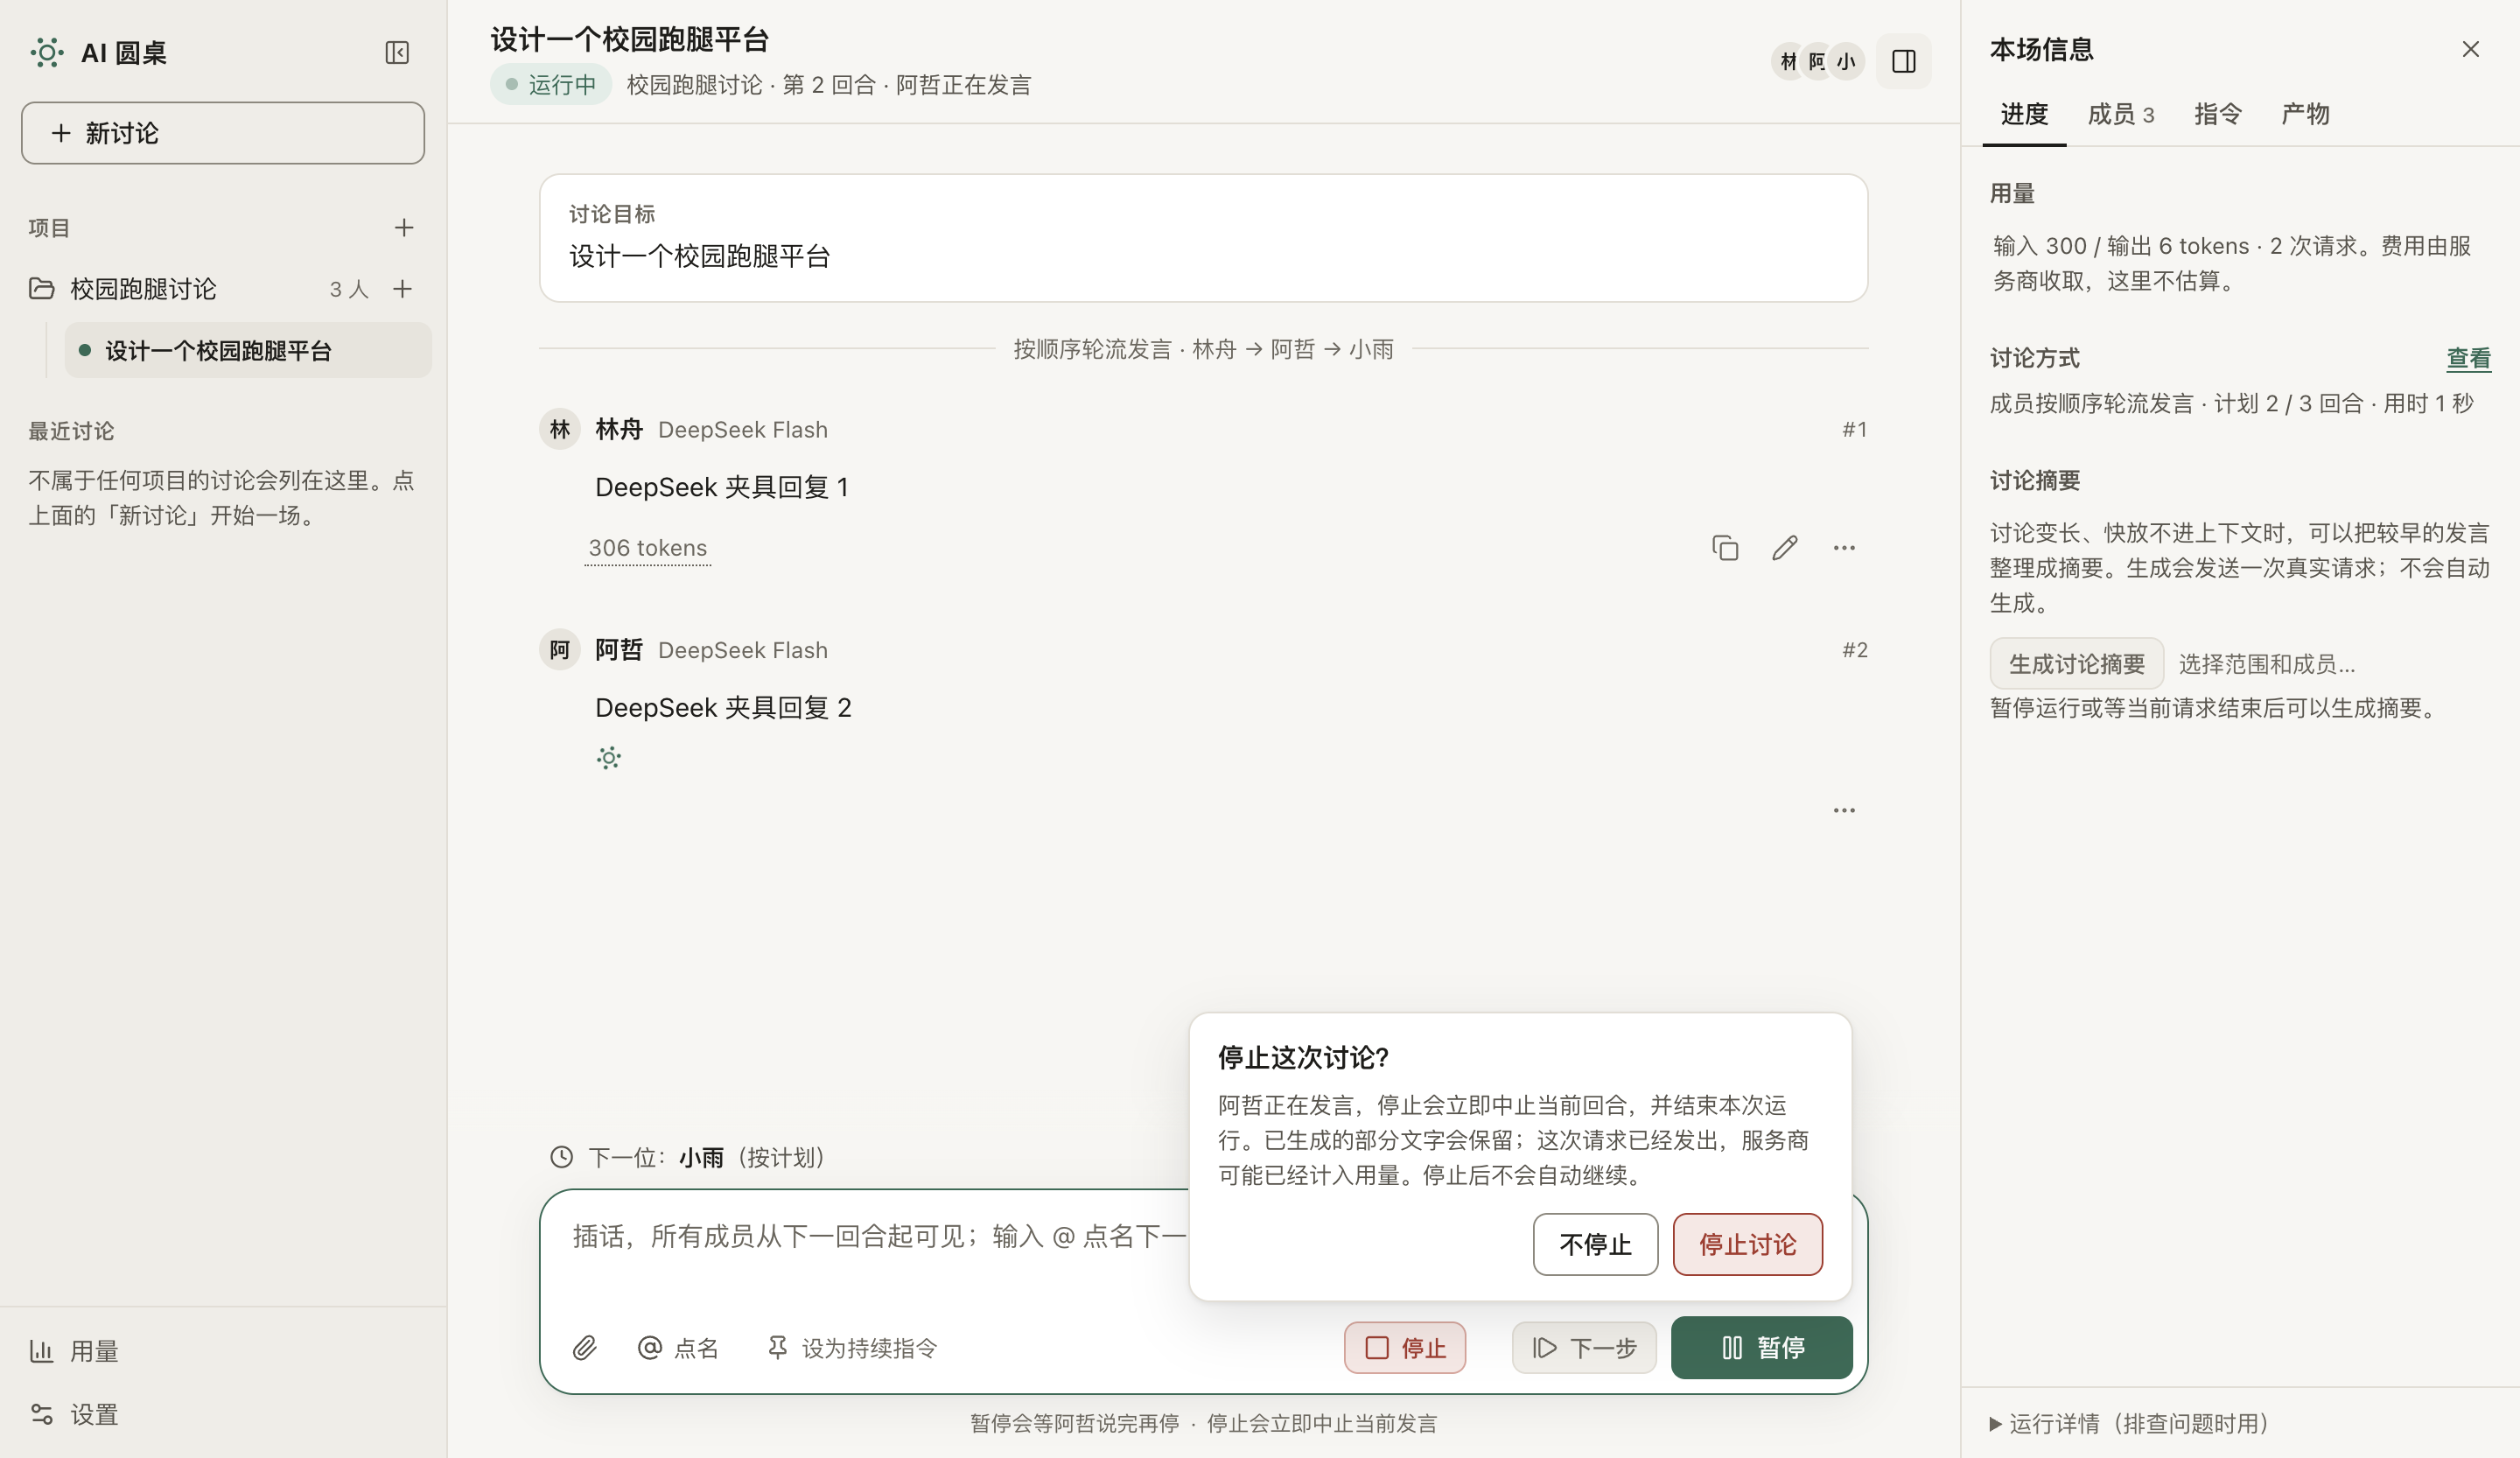 AI 圆桌
新讨论
项目
校园跑腿讨论 3 人
设计一个校园跑腿平台
最近讨论
不属于任何项目的讨论会列在这里。点
上面的「新讨论」开始一场。
用量
设置
设计一个校园跑腿平台
运行中 校园跑腿讨论 · 第 2 回合 · 阿哲正在发言
林 阿 小
讨论目标
设计一个校园跑腿平台
按顺序轮流发言 · 林舟 → 阿哲 → 小雨
林 林舟 DeepSeek Flash #1
DeepSeek 夹具回复 1
306 tokens
阿 阿哲 DeepSeek Flash #2
DeepSeek 夹具回复 2
停止这次讨论?
阿哲正在发言，停止会立即中止当前回合，并结束本次运
行。已生成的部分文字会保留；这次请求已经发出，服务商
可能已经计入用量。停止后不会自动继续。
不停止 停止讨论
下一位：小雨（按计划）
插话，所有成员从下一回合起可见；输入 @ 点名下一
点名 设为持续指令 停止 下一步 暂停
暂停会等阿哲说完再停 · 停止会立即中止当前发言
本场信息
进度 成员 3 指令 产物
用量
输入 300 / 输出 6 tokens · 2 次请求。费用由服
务商收取，这里不估算。
讨论方式 查看
成员按顺序轮流发言 · 计划 2 / 3 回合 · 用时 1 秒
讨论摘要
讨论变长、快放不进上下文时，可以把较早的发言
整理成摘要。生成会发送一次真实请求；不会自动
生成。
生成讨论摘要 选择范围和成员…
暂停运行或等当前请求结束后可以生成摘要。
运行详情（排查问题时用）